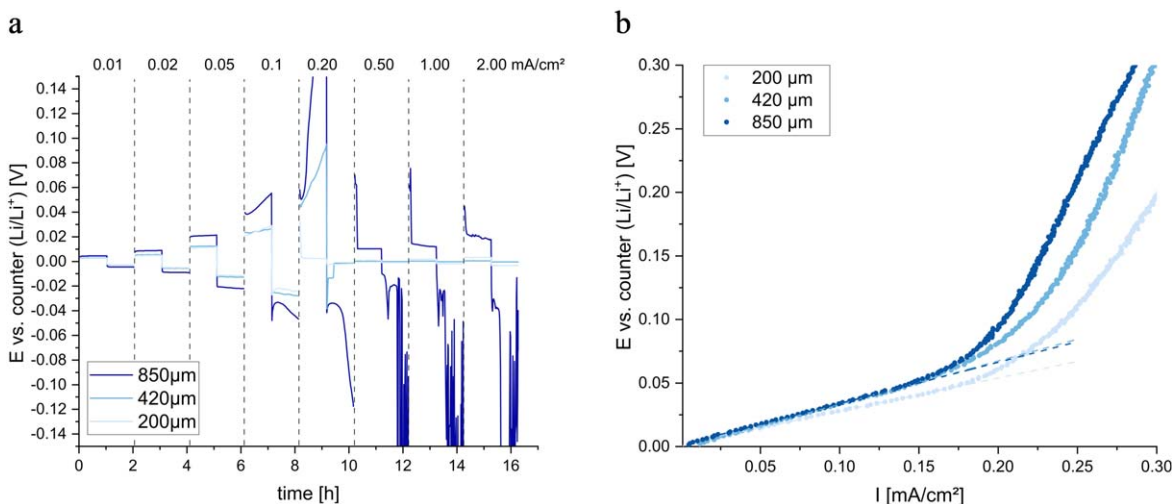 a
0.01 0.02 0.05 0.1 0.20 0.50 1.00 2.00 mA/cm²
E vs. counter (Li/Li⁺) [V]
0.14
0.12
0.10
0.08
0.06
0.04
0.02
0.00
-0.02
-0.04
-0.06
-0.08
-0.10
-0.12
-0.14
850µm
420µm
200µm
0 2 4 6 8 10 12 14 16
time [h]
b
200 µm
420 µm
850 µm
E vs. counter (Li/Li⁺) [V]
0.30
0.25
0.20
0.15
0.10
0.05
0.00
0.05 0.10 0.15 0.20 0.25 0.30
I [mA/cm²]